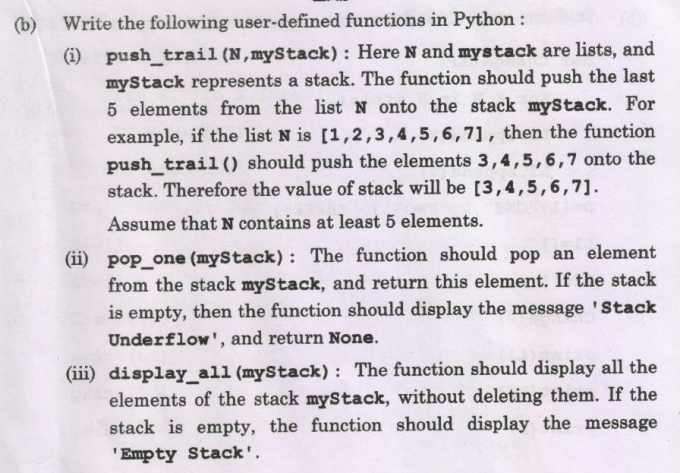 (b) Write the following user-defined functions in Python :
(i) push_trail(N,myStack) : Here N and mystack are lists, and
myStack represents a stack. The function should push the last
5 elements from the list N onto the stack myStack. For
example, if the list N is [1,2,3,4,5,6,7], then the function
push_trail() should push the elements 3,4,5,6,7 onto the
stack. Therefore the value of stack will be [3,4,5,6,7].
Assume that N contains at least 5 elements.
(ii) pop_one(myStack) : The function should pop an element
from the stack myStack, and return this element. If the stack
is empty, then the function should display the message 'Stack
Underflow', and return None.
(iii) display_all(myStack) : The function should display all the
elements of the stack myStack, without deleting them. If the
stack is empty, the function should display the message
'Empty Stack'.